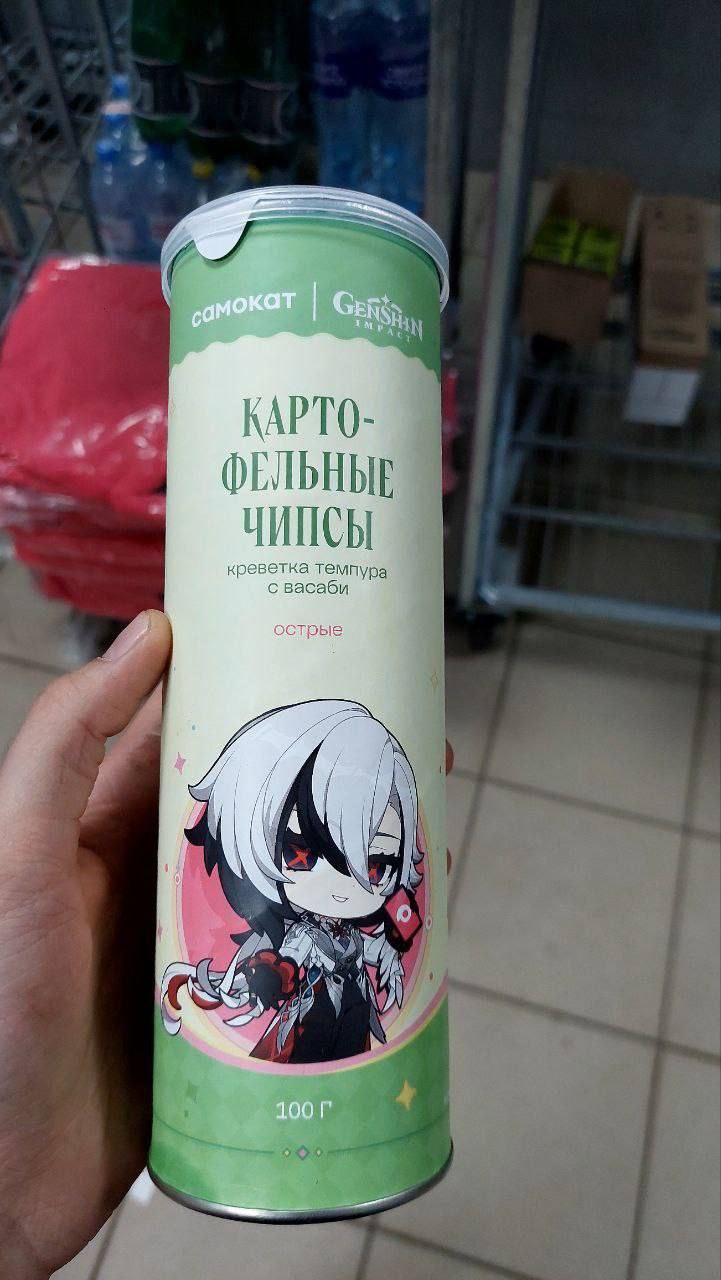 самокат | GENSHIN
IMPACT
КАРТО-
ФЕЛЬНЫЕ
ЧИПСЫ
креветка темпура
с васаби
острые
100 Г